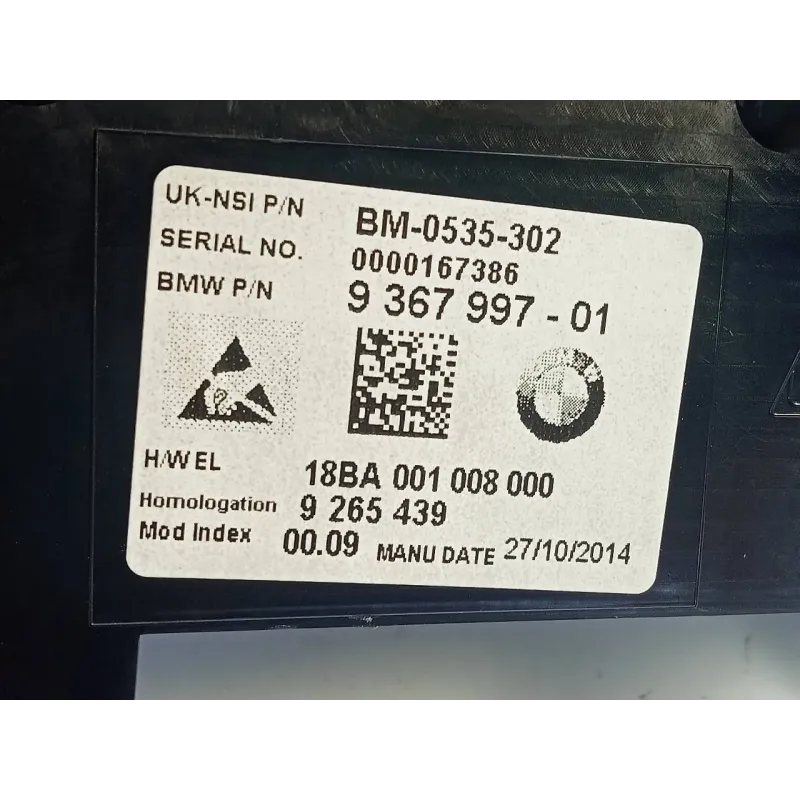 UK-NSI P/N BM-0535-302
SERIAL NO. 0000167386
BMW P/N 9 367 997 - 01
H/W EL 18BA 001 008 000
Homologation 9 265 439
Mod Index 00.09 MANU DATE 27/10/2014